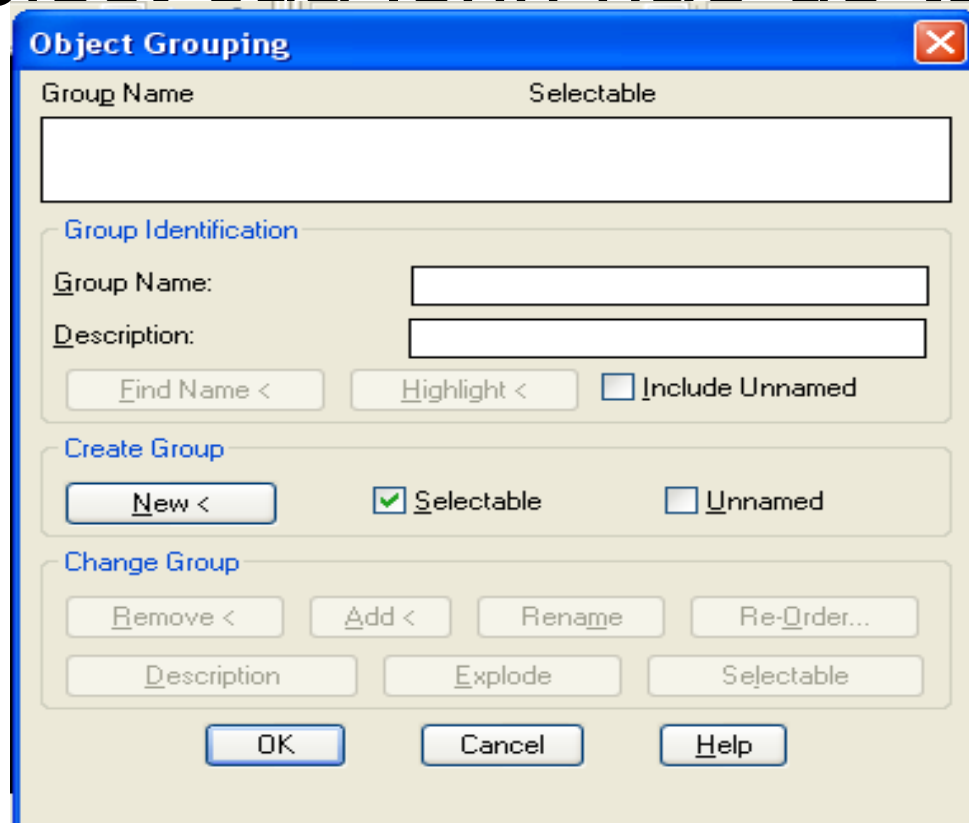 Object Grouping
Group Name Selectable
Group Identification
Group Name:
Description:
Find Name < Highlight < Include Unnamed
Create Group
New < Selectable Unnamed
Change Group
Remove < Add < Rename Re-Order...
Description Explode Selectable
OK Cancel Help